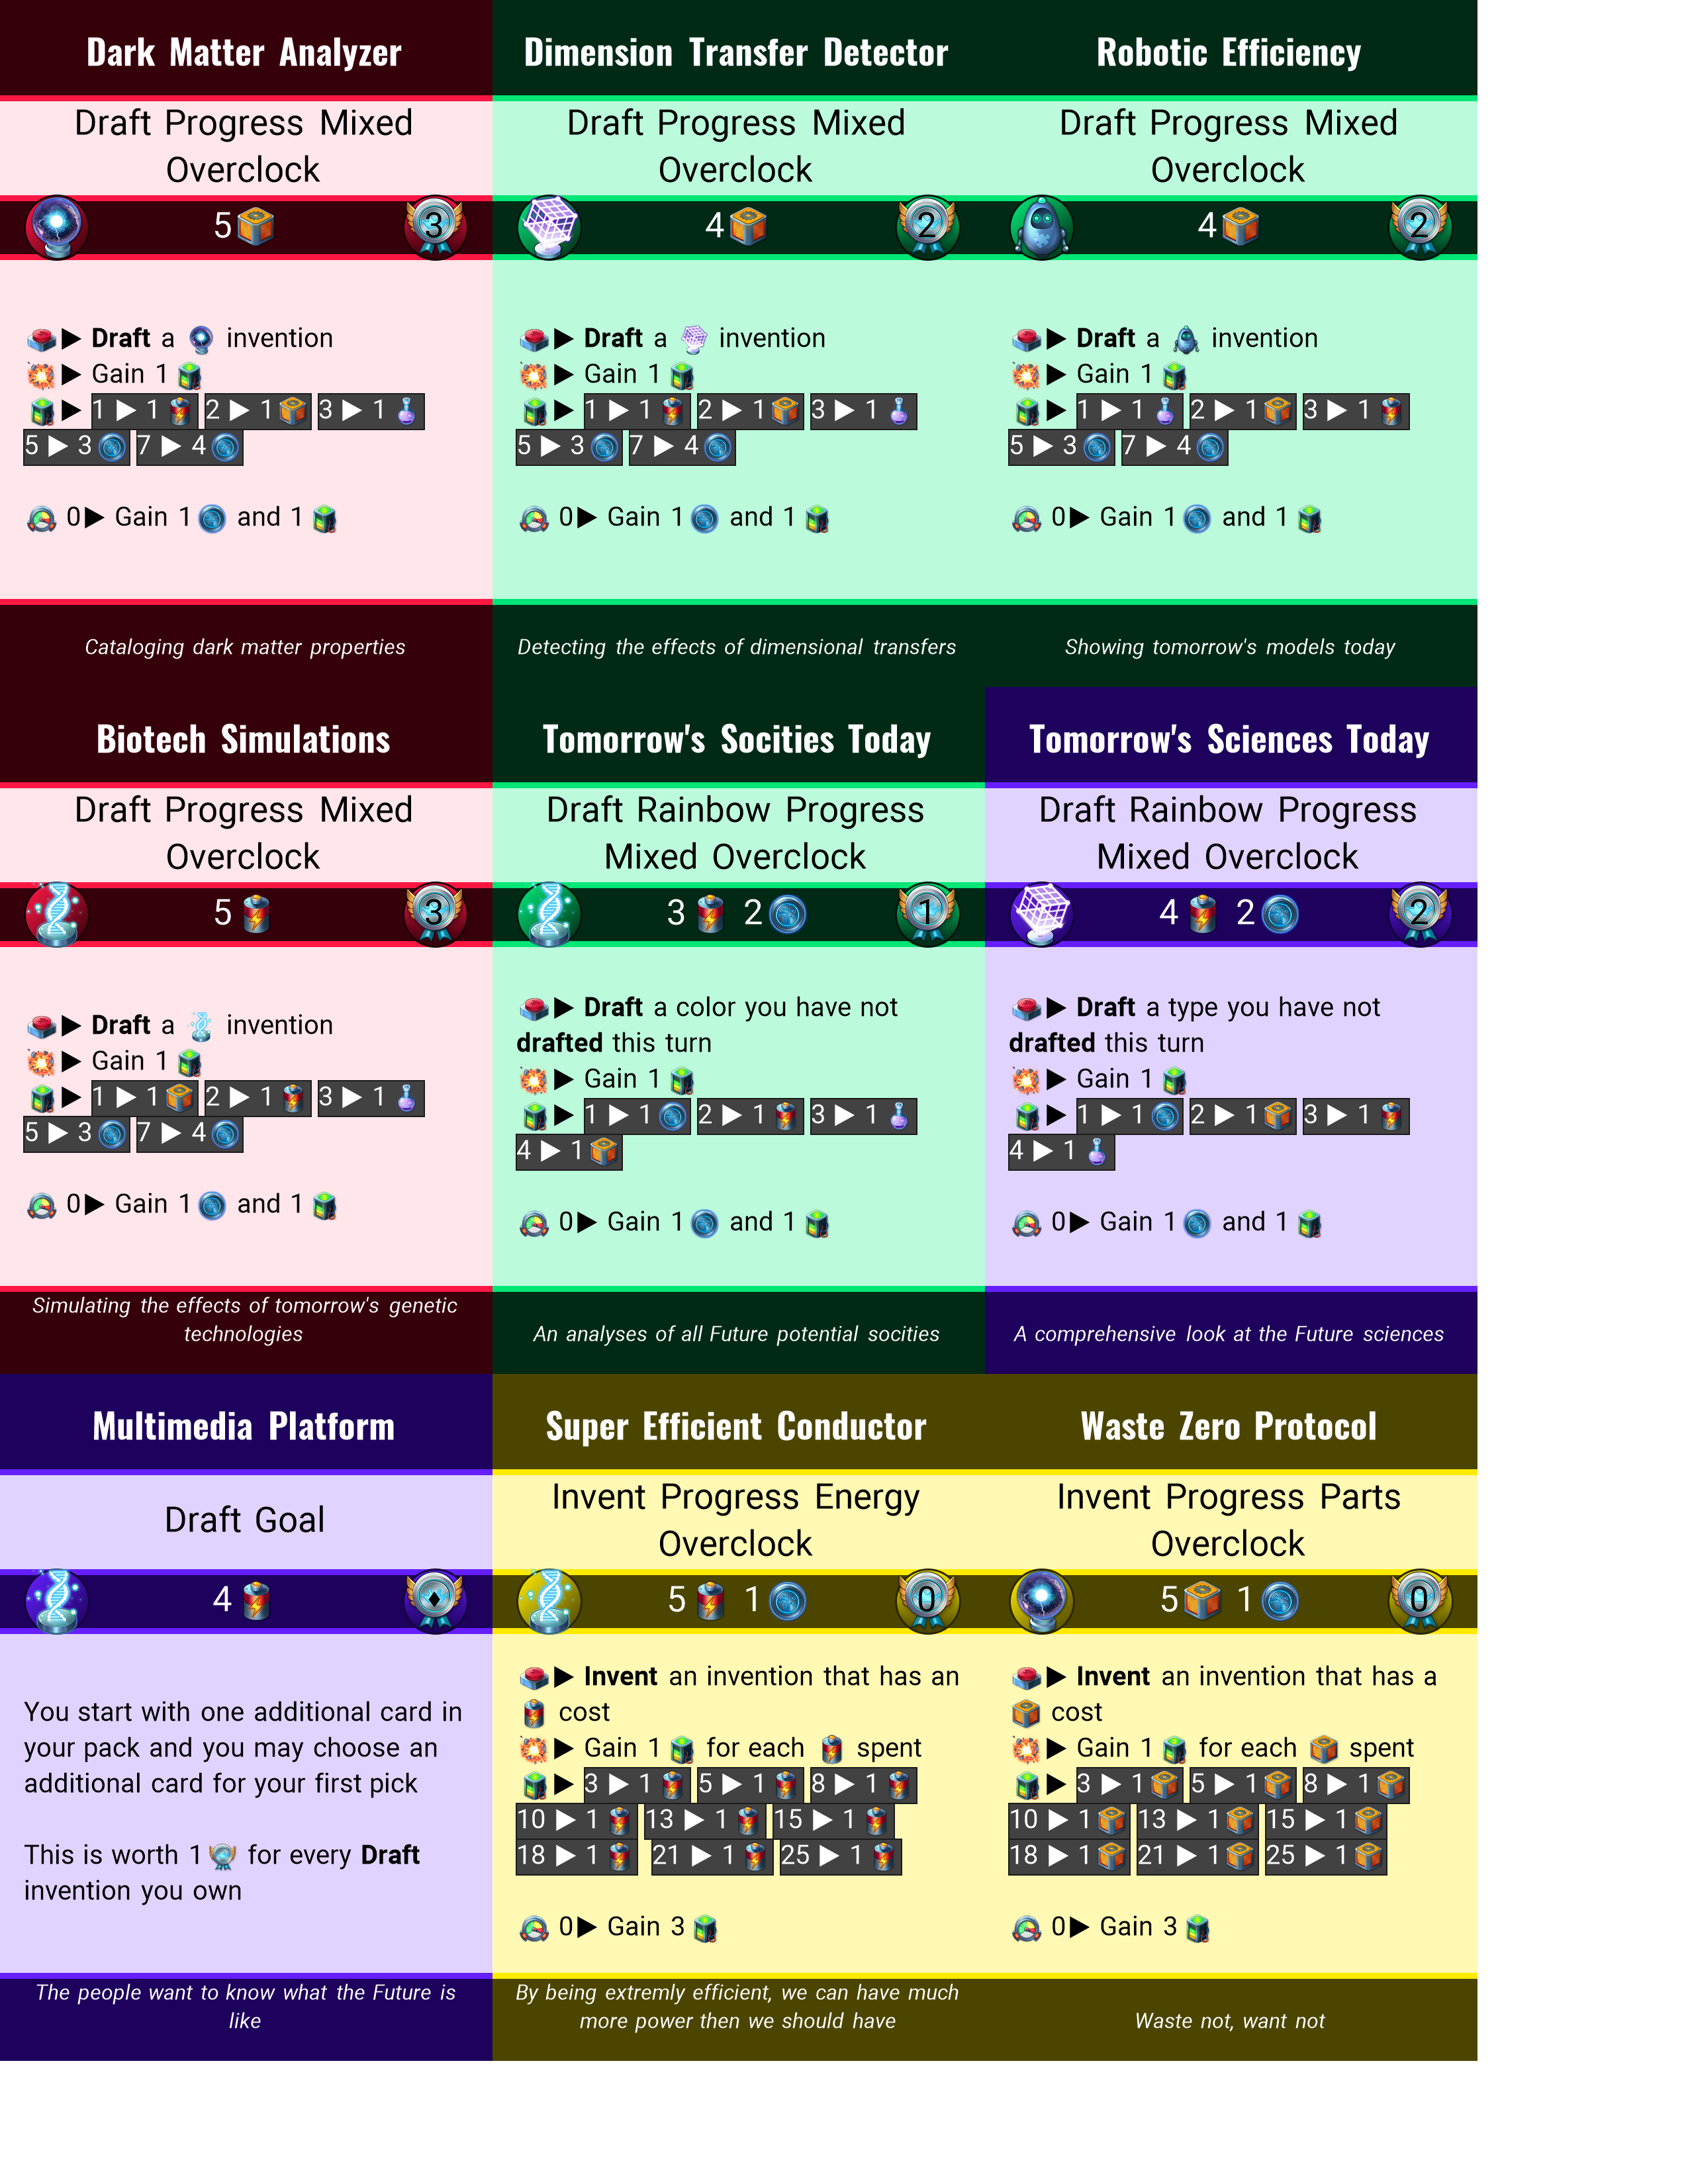 Dark Matter Analyzer
Draft Progress Mixed
Overclock
5
3
▶ Draft a invention
▶ Gain 1
▶ 1 ▶ 1 2 ▶ 1 3 ▶ 1
5 ▶ 3 7 ▶ 4
0▶ Gain 1 and 1
Cataloging dark matter properties
Dimension Transfer Detector
Draft Progress Mixed
Overclock
4
2
▶ Draft a invention
▶ Gain 1
▶ 1 ▶ 1 2 ▶ 1 3 ▶ 1
5 ▶ 3 7 ▶ 4
0▶ Gain 1 and 1
Detecting the effects of dimensional transfers
Robotic Efficiency
Draft Progress Mixed
Overclock
4
2
▶ Draft a invention
▶ Gain 1
▶ 1 ▶ 1 2 ▶ 1 3 ▶ 1
5 ▶ 3 7 ▶ 4
0▶ Gain 1 and 1
Showing tomorrow's models today
Biotech Simulations
Draft Progress Mixed
Overclock
5
3
▶ Draft a invention
▶ Gain 1
▶ 1 ▶ 1 2 ▶ 1 3 ▶ 1
5 ▶ 3 7 ▶ 4
0▶ Gain 1 and 1
Simulating the effects of tomorrow's genetic
technologies
Tomorrow's Socities Today
Draft Rainbow Progress
Mixed Overclock
3 2
1
▶ Draft a color you have not
drafted this turn
▶ Gain 1
▶ 1 ▶ 1 2 ▶ 1 3 ▶ 1
4 ▶ 1
0▶ Gain 1 and 1
An analyses of all Future potential socities
Tomorrow's Sciences Today
Draft Rainbow Progress
Mixed Overclock
4 2
2
▶ Draft a type you have not
drafted this turn
▶ Gain 1
▶ 1 ▶ 1 2 ▶ 1 3 ▶ 1
4 ▶ 1
0▶ Gain 1 and 1
A comprehensive look at the Future sciences
Multimedia Platform
Draft Goal
4
♦
You start with one additional card in
your pack and you may choose an
additional card for your first pick
This is worth 1 for every Draft
invention you own
The people want to know what the Future is
like
Super Efficient Conductor
Invent Progress Energy
Overclock
5 1
0
▶ Invent an invention that has an
cost
▶ Gain 1 for each spent
▶ 3 ▶ 1 5 ▶ 1 8 ▶ 1
10 ▶ 1 13 ▶ 1 15 ▶ 1
18 ▶ 1 21 ▶ 1 25 ▶ 1
0▶ Gain 3
By being extremly efficient, we can have much
more power then we should have
Waste Zero Protocol
Invent Progress Parts
Overclock
5 1
0
▶ Invent an invention that has a
cost
▶ Gain 1 for each spent
▶ 3 ▶ 1 5 ▶ 1 8 ▶ 1
10 ▶ 1 13 ▶ 1 15 ▶ 1
18 ▶ 1 21 ▶ 1 25 ▶ 1
0▶ Gain 3
Waste not, want not